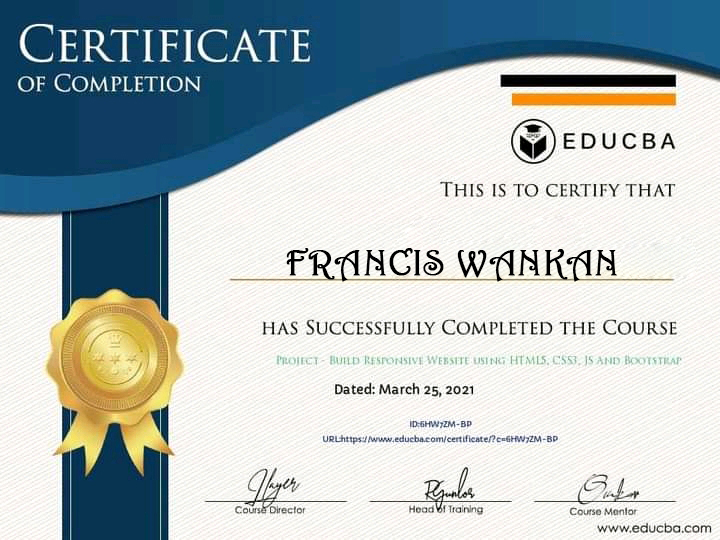 CERTIFICATE
OF COMPLETION
EDUCBA
THIS IS TO CERTIFY THAT
FRANCIS WANKAN
HAS SUCCESSFULLY COMPLETED THE COURSE
PROJECT - BUILD RESPONSIVE WEBSITE USING HTML5, CSS3, JS AND BOOTSTRAP
Dated: March 25, 2021
ID:6HW7ZM-BP
URL:https://www.educba.com/certificate/?c=6HW7ZM-BP
Course Director
Head of Training
Course Mentor
www.educba.com